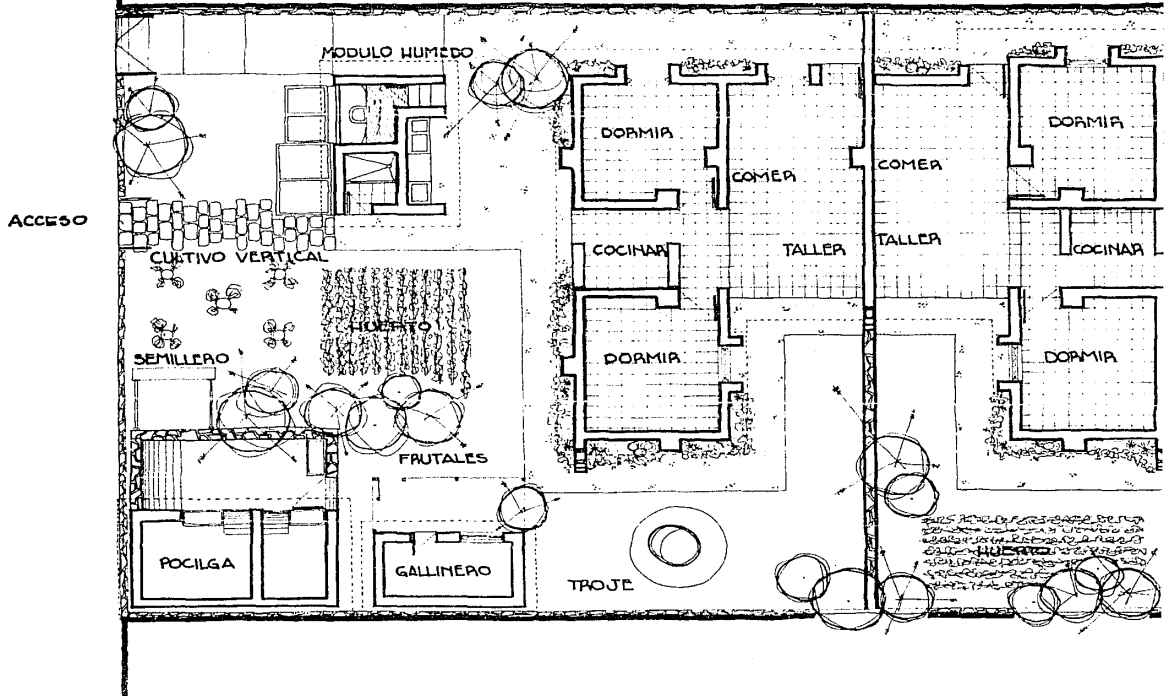 MODULO HUMEDO
DORMIR
COMER
COMER
DORMIR
ACCESO
CULTIVO VERTICAL
COCINAR
TALLER
TALLER
COCINAR
HUERTO
SEMILLERO
DORMIR
DORMIR
FRUTALES
POCILGA
GALLINERO
TROJE
HUERTO